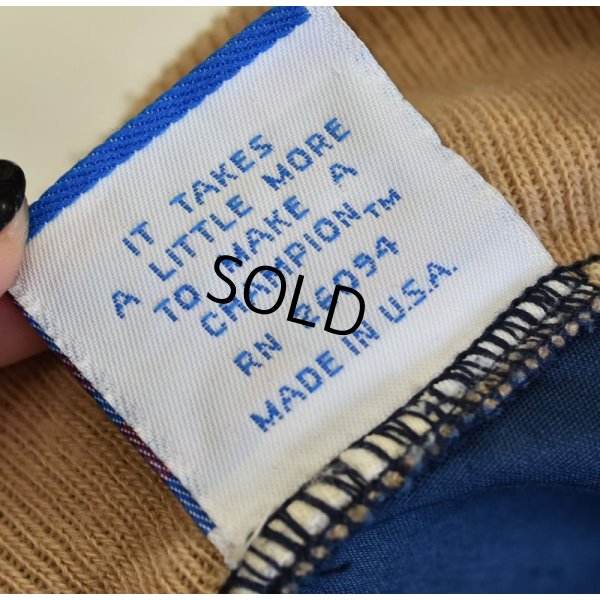 IT TAKES
A LITTLE MORE
TO MAKE A
CHAMPION™
SOLD
RN 26094
MADE IN U.S.A.